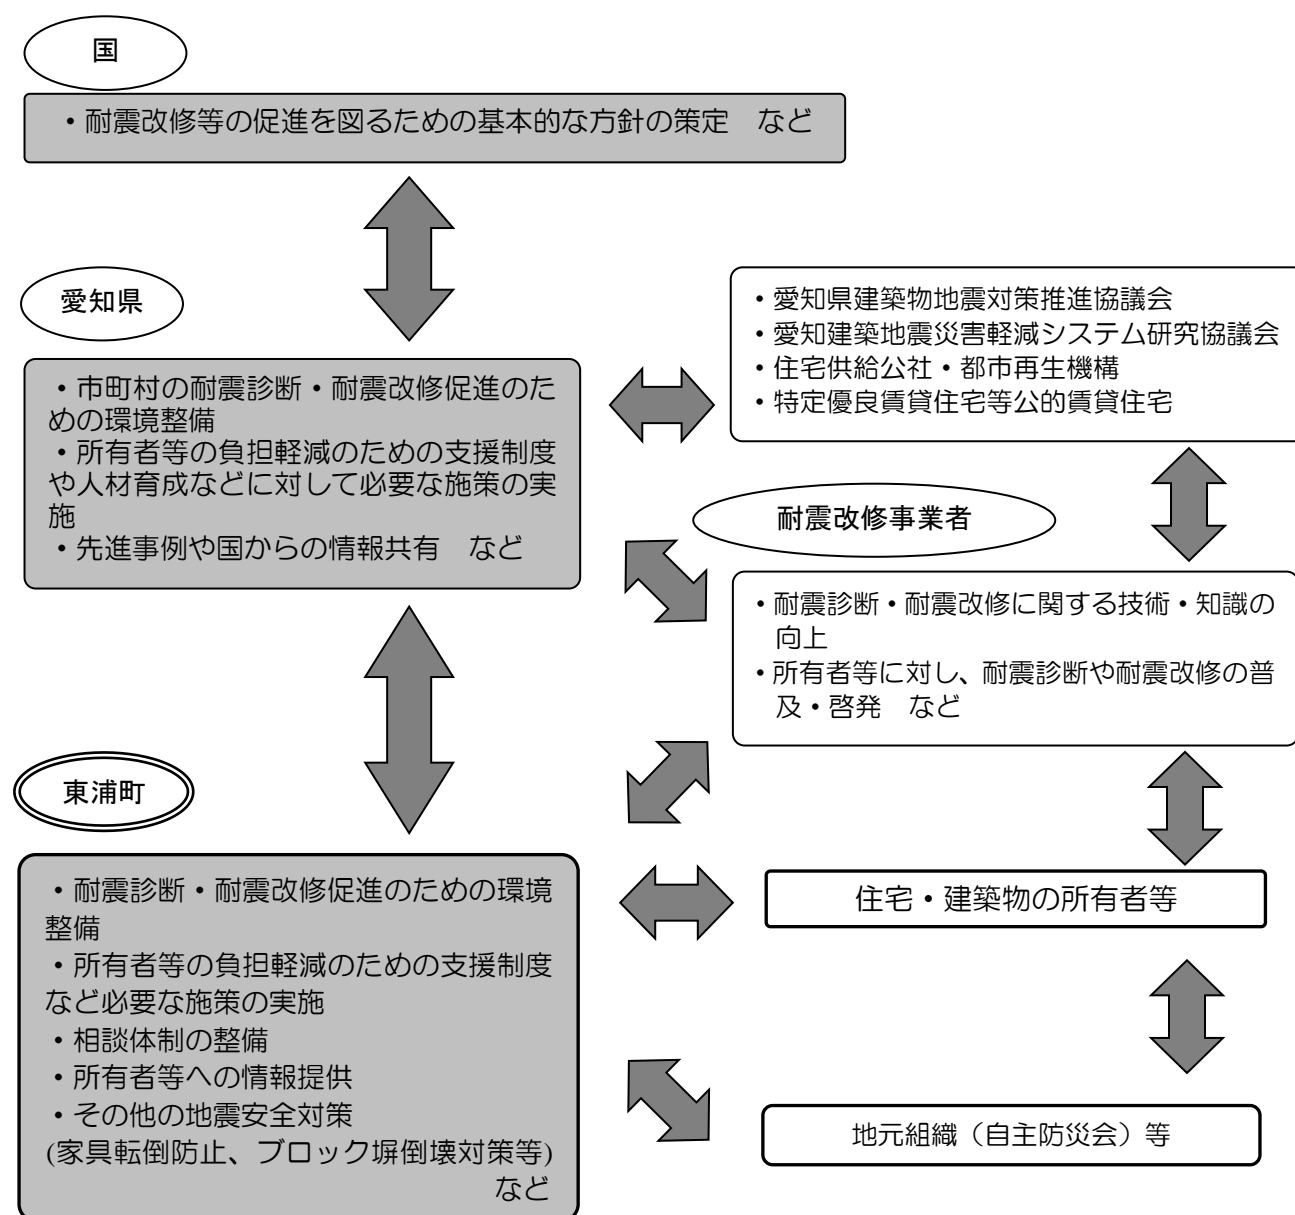 国
・耐震改修等の促進を図るための基本的な方針の策定　など
愛知県
・市町村の耐震診断・耐震改修促進のた
めの環境整備
・所有者等の負担軽減のための支援制度
や人材育成などに対して必要な施策の実
施
・先進事例や国からの情報共有　など
・愛知県建築物地震対策推進協議会
・愛知建築地震災害軽減システム研究協議会
・住宅供給公社・都市再生機構
・特定優良賃貸住宅等公的賃貸住宅
耐震改修事業者
・耐震診断・耐震改修に関する技術・知識の
向上
・所有者等に対し、耐震診断や耐震改修の普
及・啓発　など
東浦町
・耐震診断・耐震改修促進のための環境
整備
・所有者等の負担軽減のための支援制度
など必要な施策の実施
・相談体制の整備
・所有者等への情報提供
・その他の地震安全対策
(家具転倒防止、ブロック塀倒壊対策等)
など
住宅・建築物の所有者等
地元組織（自主防災会）等